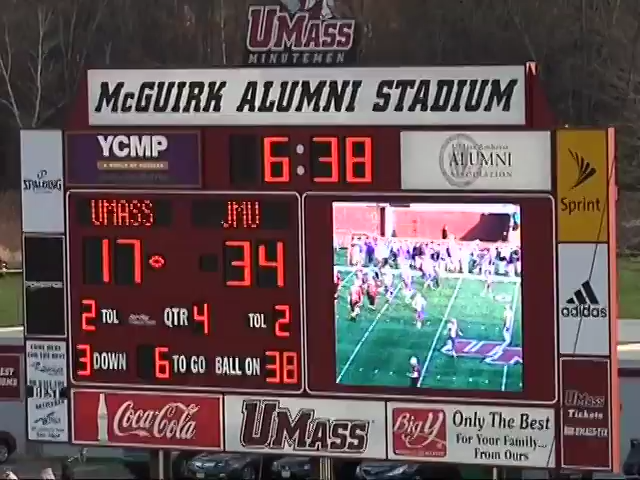 UMASS
MINUTEMEN
McGUIRK ALUMNI STADIUM
YCMP
6:38
ALUMNI
ASSOCIATION
SPALDING
Sprint
UMASS JMU
17 34
2 TOL QTR 4 TOL 2
3 DOWN 6 TO GO BALL ON 38
adidas
Coca-Cola
UMASS
Big Y
Only The Best
For Your Family...
From Ours
UMASS
Tickets